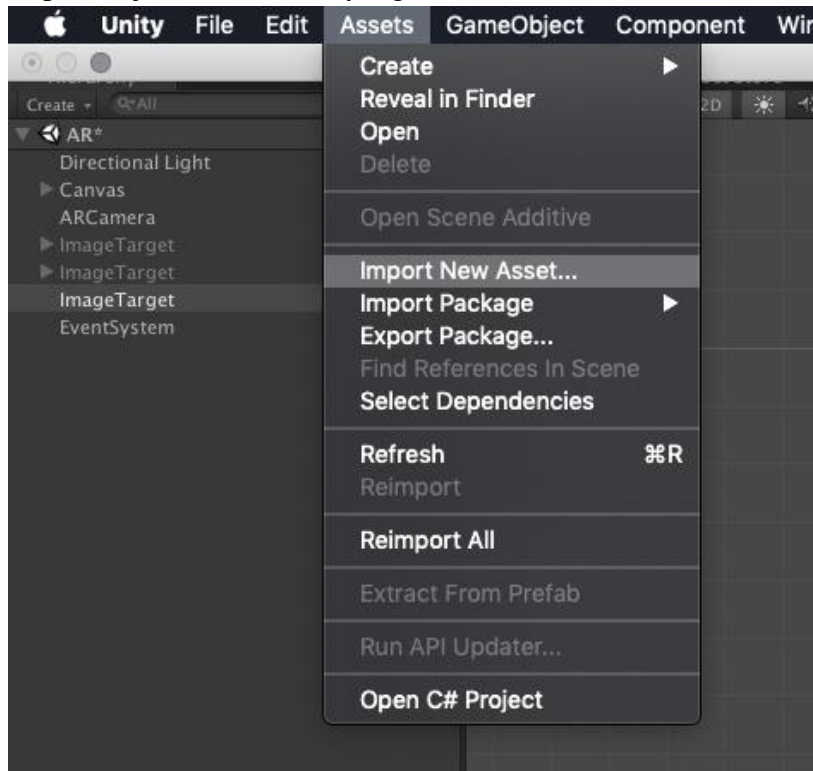 Unity File Edit Assets GameObject Component
Create
Reveal in Finder
Open
Delete
Open Scene Additive
Import New Asset...
Import Package
Export Package...
Find References In Scene
Select Dependencies
Refresh ⌘R
Reimport
Reimport All
Extract From Prefab
Run API Updater...
Open C# Project
Create All
2D
AR*
Directional Light
Canvas
ARCamera
ImageTarget
ImageTarget
ImageTarget
EventSystem